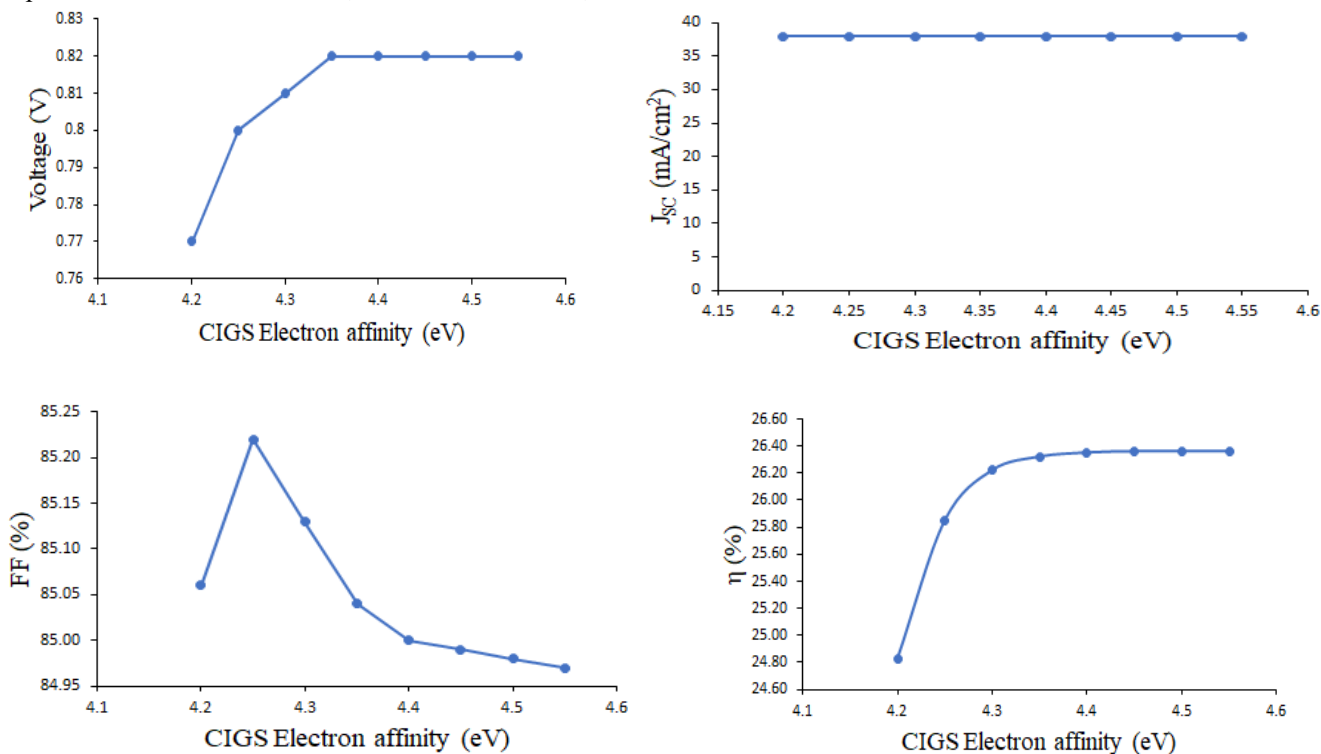 0.83
0.82
0.81
0.8
0.79
0.78
0.77
0.76
Voltage (V)
4.1 4.2 4.3 4.4 4.5 4.6
CIGS Electron affinity (eV)
40
35
30
25
20
15
10
5
0
J_SC (mA/cm²)
4.15 4.2 4.25 4.3 4.35 4.4 4.45 4.5 4.55 4.6
CIGS Electron affinity (eV)
85.25
85.20
85.15
85.10
85.05
85.00
84.95
FF (%)
4.1 4.2 4.3 4.4 4.5 4.6
CIGS Electron affinity (eV)
26.60
26.40
26.20
26.00
25.80
25.60
25.40
25.20
25.00
24.80
24.60
η (%)
4.1 4.2 4.3 4.4 4.5 4.6
CIGS Electron affinity (eV)